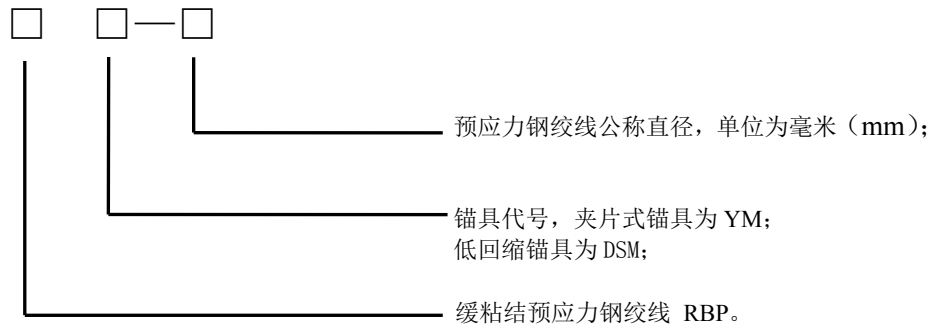 □ □—□
预应力钢绞线公称直径，单位为毫米（mm）；
锚具代号，夹片式锚具为 YM；
低回缩锚具为 DSM；
缓粘结预应力钢绞线 RBP。